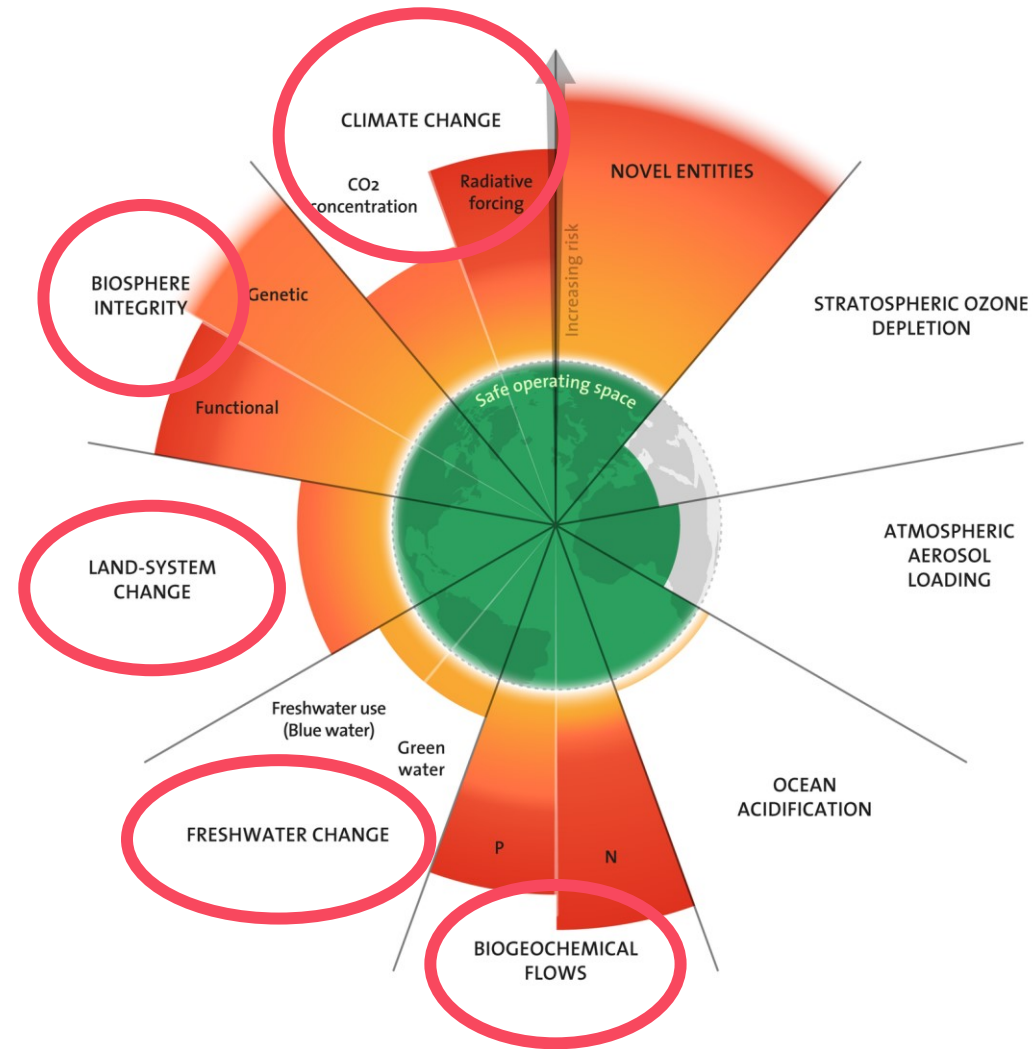 CLIMATE CHANGE
CO2
concentration
Radiative
forcing
NOVEL ENTITIES
Increasing risk
BIOSPHERE
INTEGRITY
Genetic
Functional
STRATOSPHERIC OZONE
DEPLETION
Safe operating space
ATMOSPHERIC
AEROSOL
LOADING
LAND-SYSTEM
CHANGE
Freshwater use
(Blue water)
Green
water
FRESHWATER CHANGE
OCEAN
ACIDIFICATION
P
N
BIOGEOCHEMICAL
FLOWS